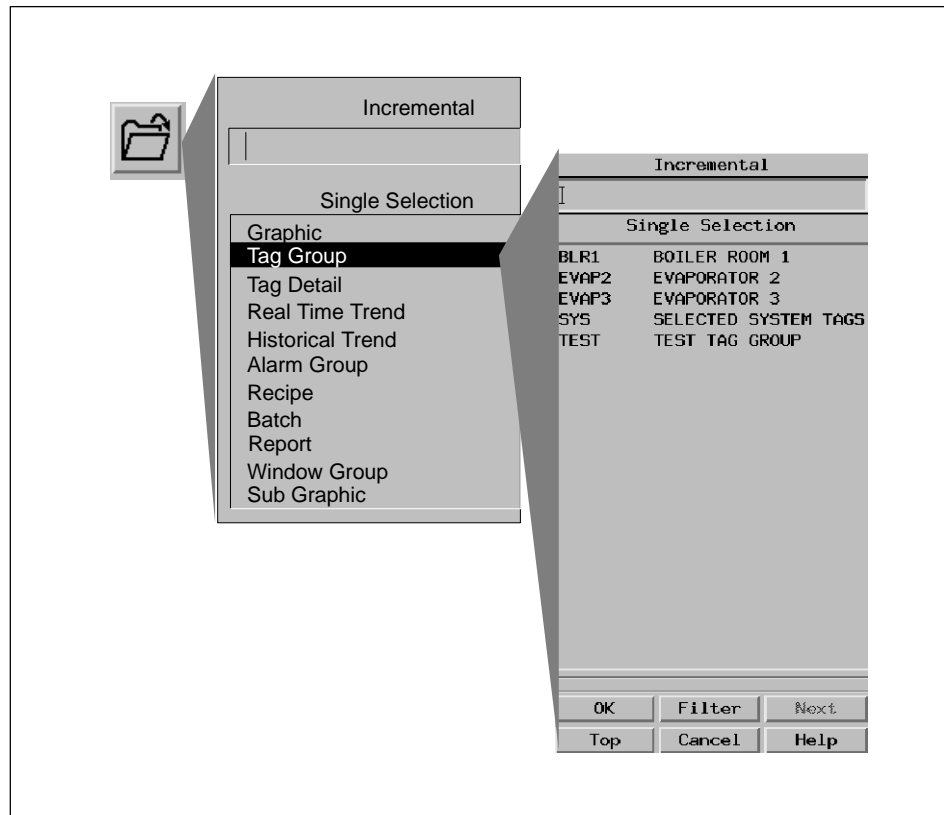 Incremental
Single Selection
Graphic
Tag Group
Tag Detail
Real Time Trend
Historical Trend
Alarm Group
Recipe
Batch
Report
Window Group
Sub Graphic
Incremental
Single Selection
BLR1 BOILER ROOM 1
EVAP2 EVAPORATOR 2
EVAP3 EVAPORATOR 3
SYS SELECTED SYSTEM TAGS
TEST TEST TAG GROUP
OK Filter Next
Top Cancel Help